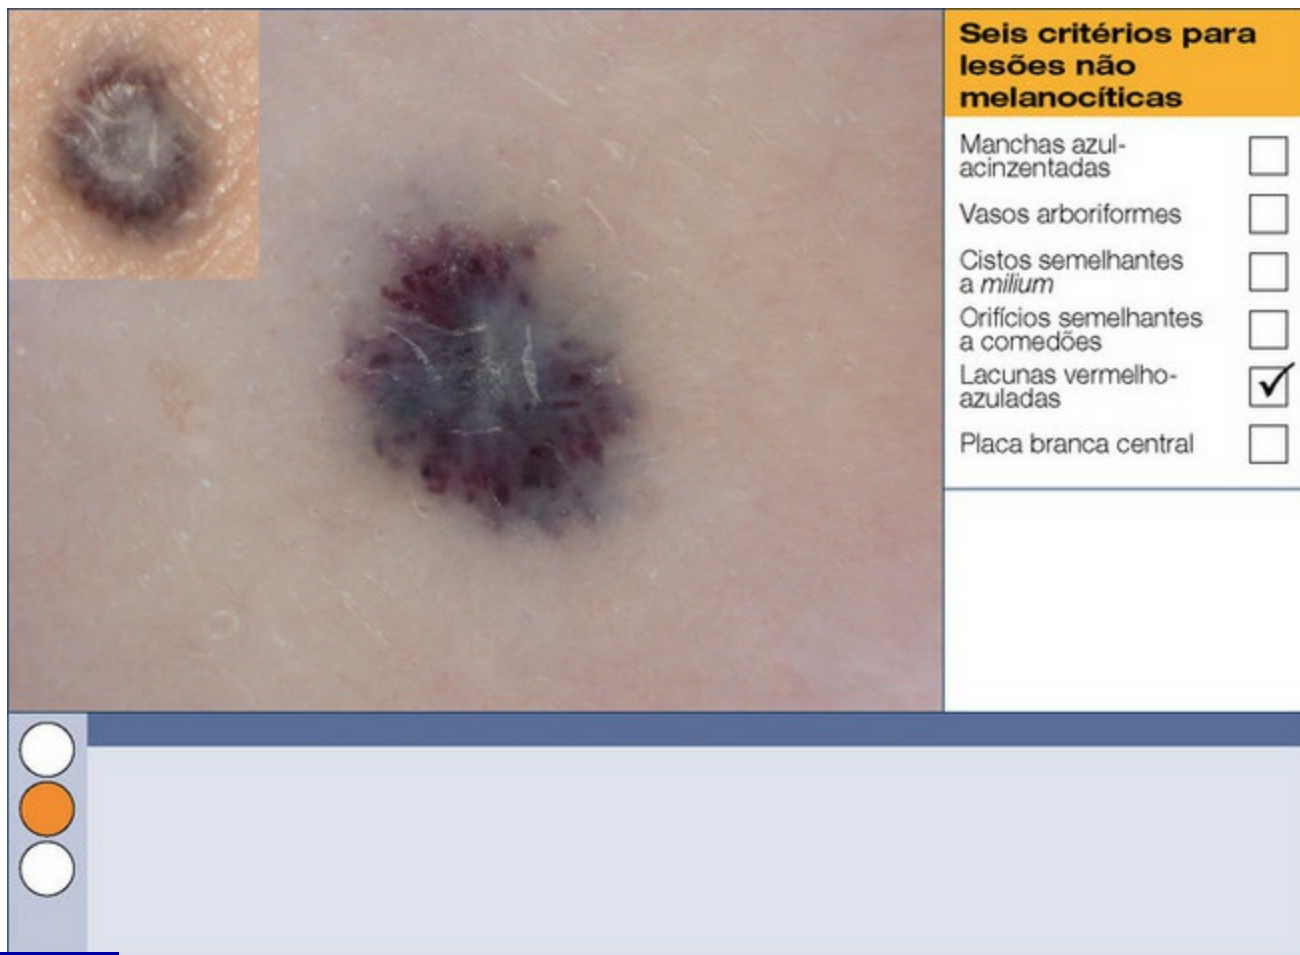 Seis critérios para
lesões não
melanocíticas
Manchas azul-
acinzentadas
Vasos arboriformes
Cistos semelhantes
a milium
Orifícios semelhantes
a comedões
Lacunas vermelho-
azuladas
Placa branca central